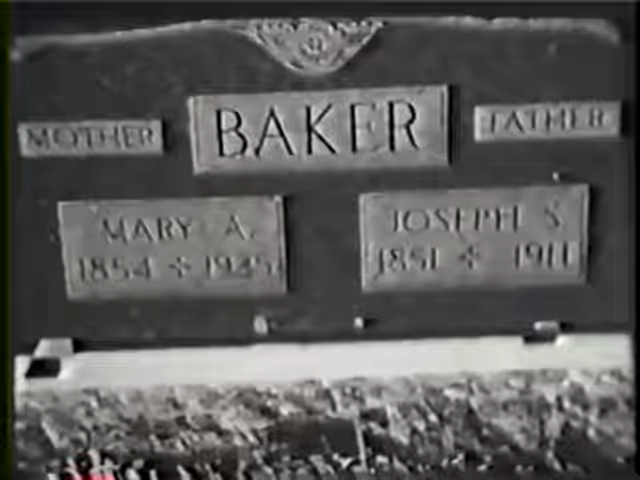 MOTHER
BAKER
FATHER
MARY A.
1854 ✣ 1945
JOSEPH S.
1851 ✣ 1911